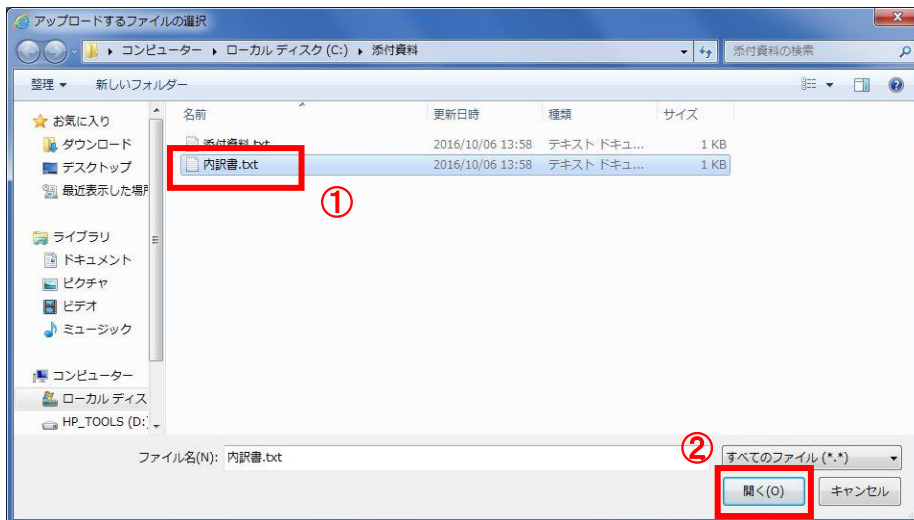 アップロードするファイルの選択
コンピューター ▸ ローカル ディスク (C:) ▸ 添付資料
添付資料の検索
整理 新しいフォルダー
名前 更新日時 種類 サイズ
お気に入り
ダウンロード
デスクトップ
最近表示した場所
ライブラリ
ドキュメント
ピクチャ
ビデオ
ミュージック
コンピューター
ローカル ディス
HP_TOOLS (D:)
添付資料.txt 2016/10/06 13:58 テキスト ドキュ... 1 KB
内訳書.txt 2016/10/06 13:58 テキスト ドキュ... 1 KB
①
ファイル名(N): 内訳書.txt
②
すべてのファイル (*.*)
開く(O) キャンセル